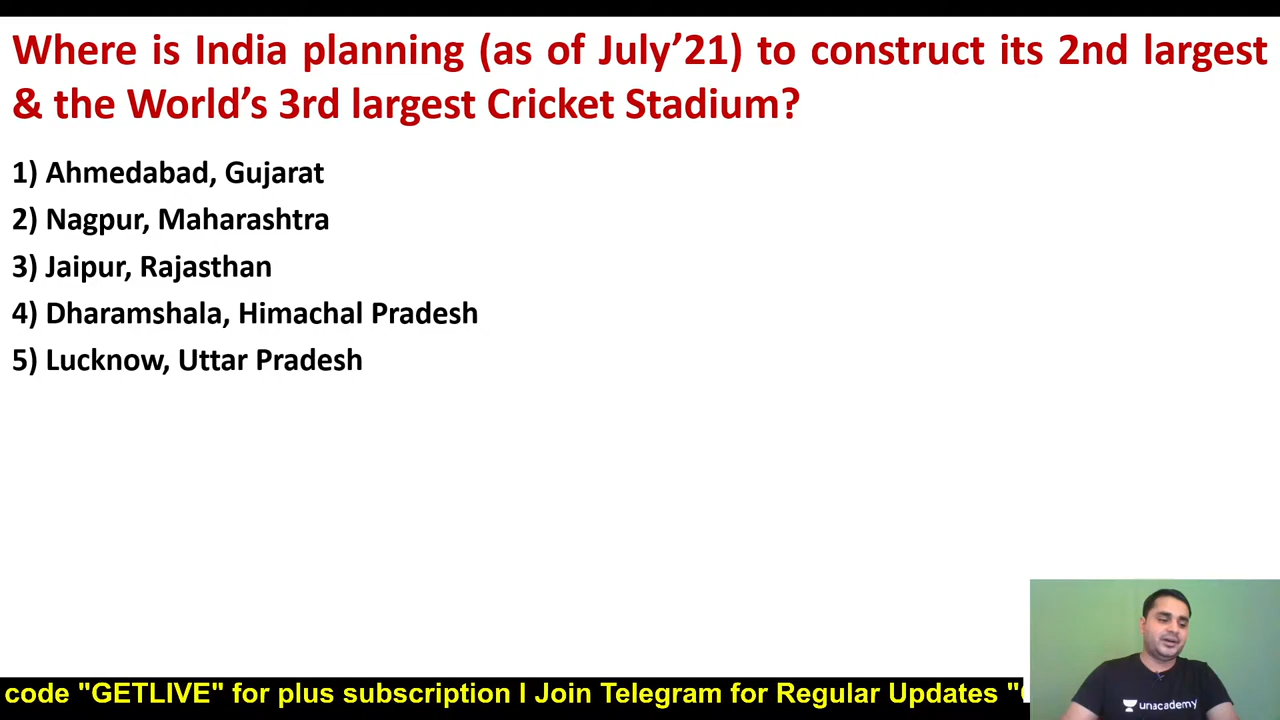 Where is India planning (as of July’21) to construct its 2nd largest
& the World’s 3rd largest Cricket Stadium?
1) Ahmedabad, Gujarat
2) Nagpur, Maharashtra
3) Jaipur, Rajasthan
4) Dharamshala, Himachal Pradesh
5) Lucknow, Uttar Pradesh
unacademy
code "GETLIVE" for plus subscription I Join Telegram for Regular Updates "